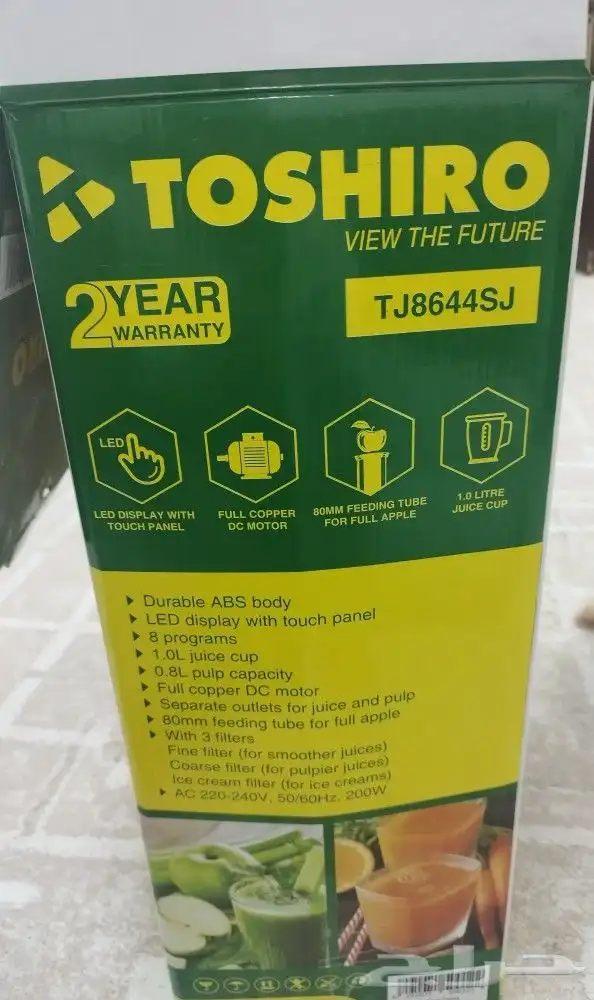 TOSHIRO
VIEW THE FUTURE
2 YEAR
WARRANTY
TJ8644SJ
LED
LED DISPLAY WITH
TOUCH PANEL
FULL COPPER
DC MOTOR
80MM FEEDING TUBE
FOR FULL APPLE
1.0 LITRE
JUICE CUP
Durable ABS body
LED display with touch panel
8 programs
1.0L juice cup
0.8L pulp capacity
Full copper DC motor
Separate outlets for juice and pulp
80mm feeding tube for full apple
With 3 filters
Fine filter (for smoother juices)
Coarse filter (for pulpier juices)
Ice cream filter (for ice creams)
AC 220-240V, 50/60Hz, 200W
حراج